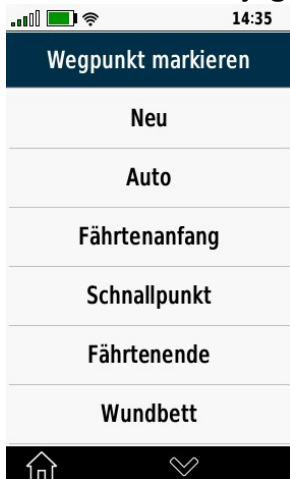 14:35
Wegpunkt markieren
Neu
Auto
Fährtenanfang
Schnallpunkt
Fährtenende
Wundbett